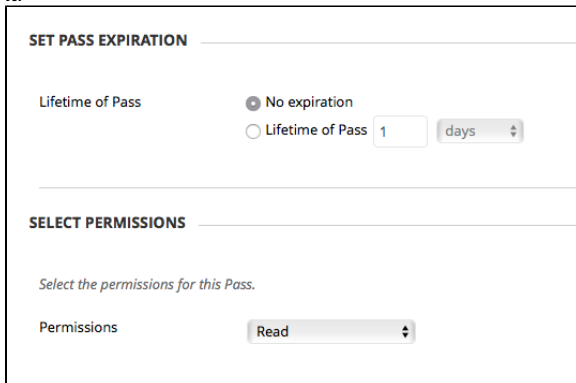 SET PASS EXPIRATION
Lifetime of Pass
No expiration
Lifetime of Pass 1 days
SELECT PERMISSIONS
Select the permissions for this Pass.
Permissions Read